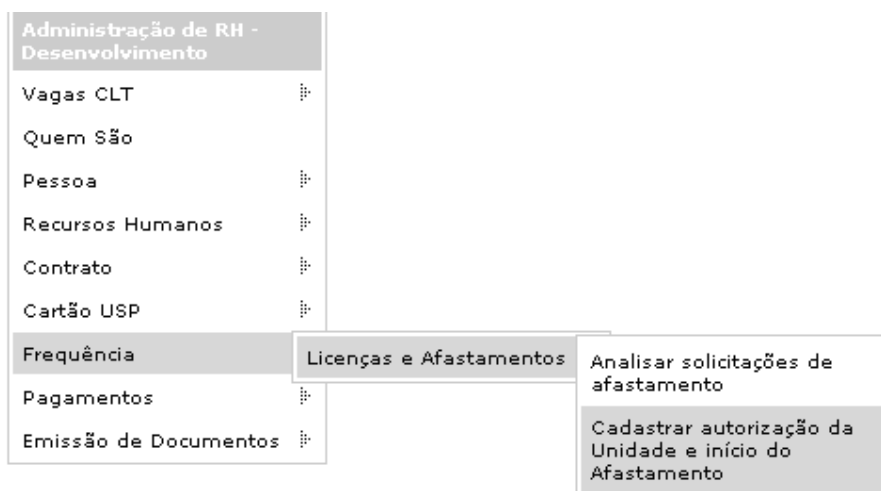 Administração de RH -
Desenvolvimento
Vagas CLT
Quem São
Pessoa
Recursos Humanos
Contrato
Cartão USP
Frequência
Pagamentos
Emissão de Documentos
Licenças e Afastamentos
Analisar solicitações de
afastamento
Cadastrar autorização da
Unidade e início do
Afastamento